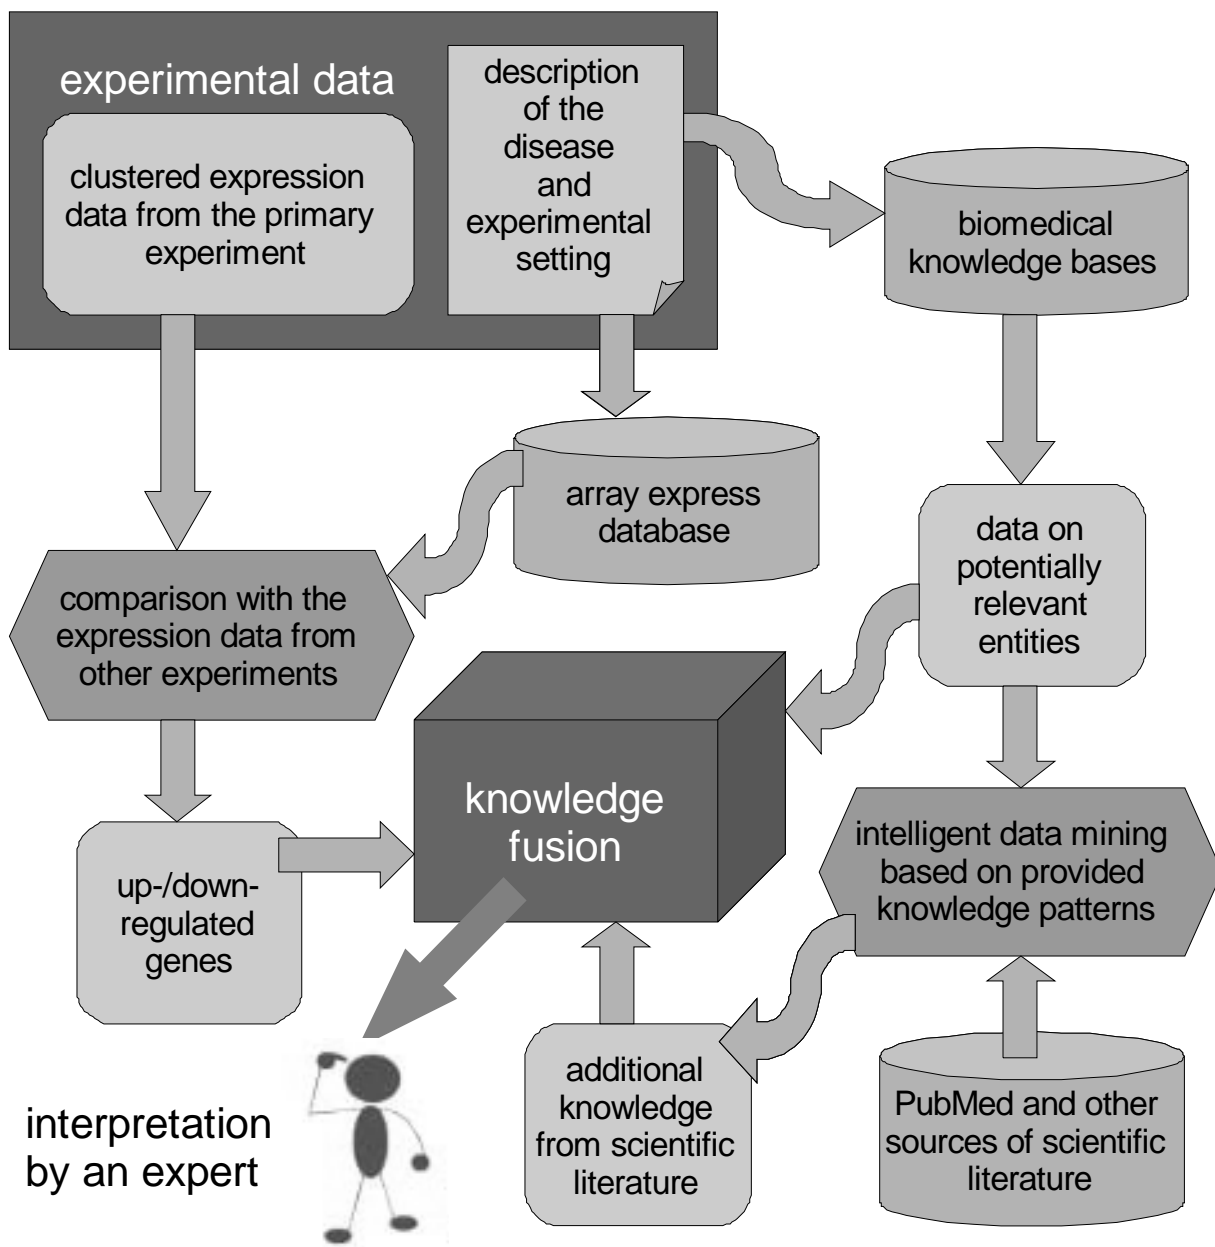 experimental data
clustered expression
data from the primary
experiment
description
of the
disease
and
experimental
setting
biomedical
knowledge bases
array express
database
data on
potentially
relevant
entities
comparison with the
expression data from
other experiments
knowledge
fusion
intelligent data mining
based on provided
knowledge patterns
up-/down-
regulated
genes
additional
knowledge
from scientific
literature
PubMed and other
sources of scientific
literature
interpretation
by an expert